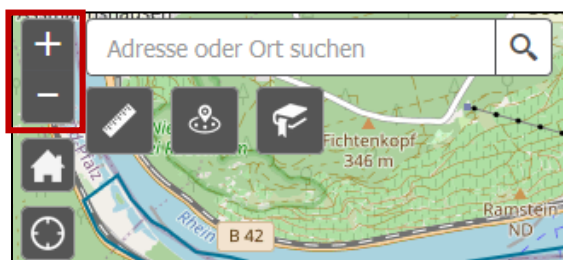 +
Adresse oder Ort suchen
−
Fichtenkopf
346 m
Ramstein
ND
Rhein
B 42